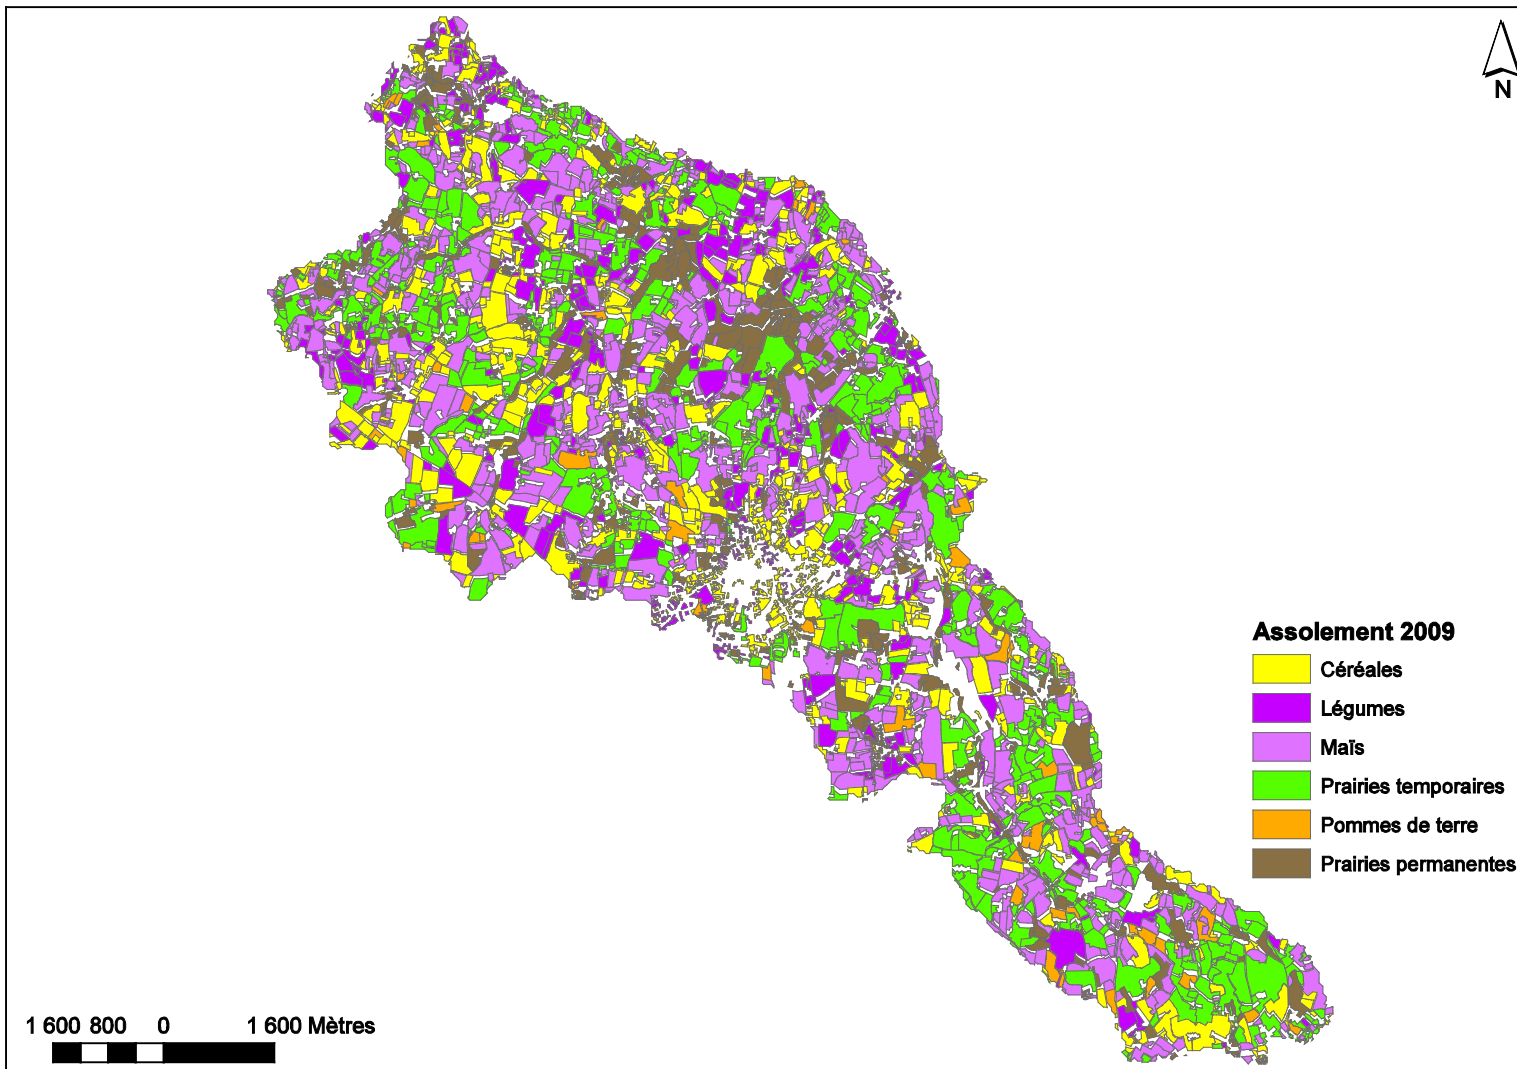 N
Assolement 2009
Céréales
Légumes
Maïs
Prairies temporaires
Pommes de terre
Prairies permanentes
1 600 800 0 1 600 Mètres